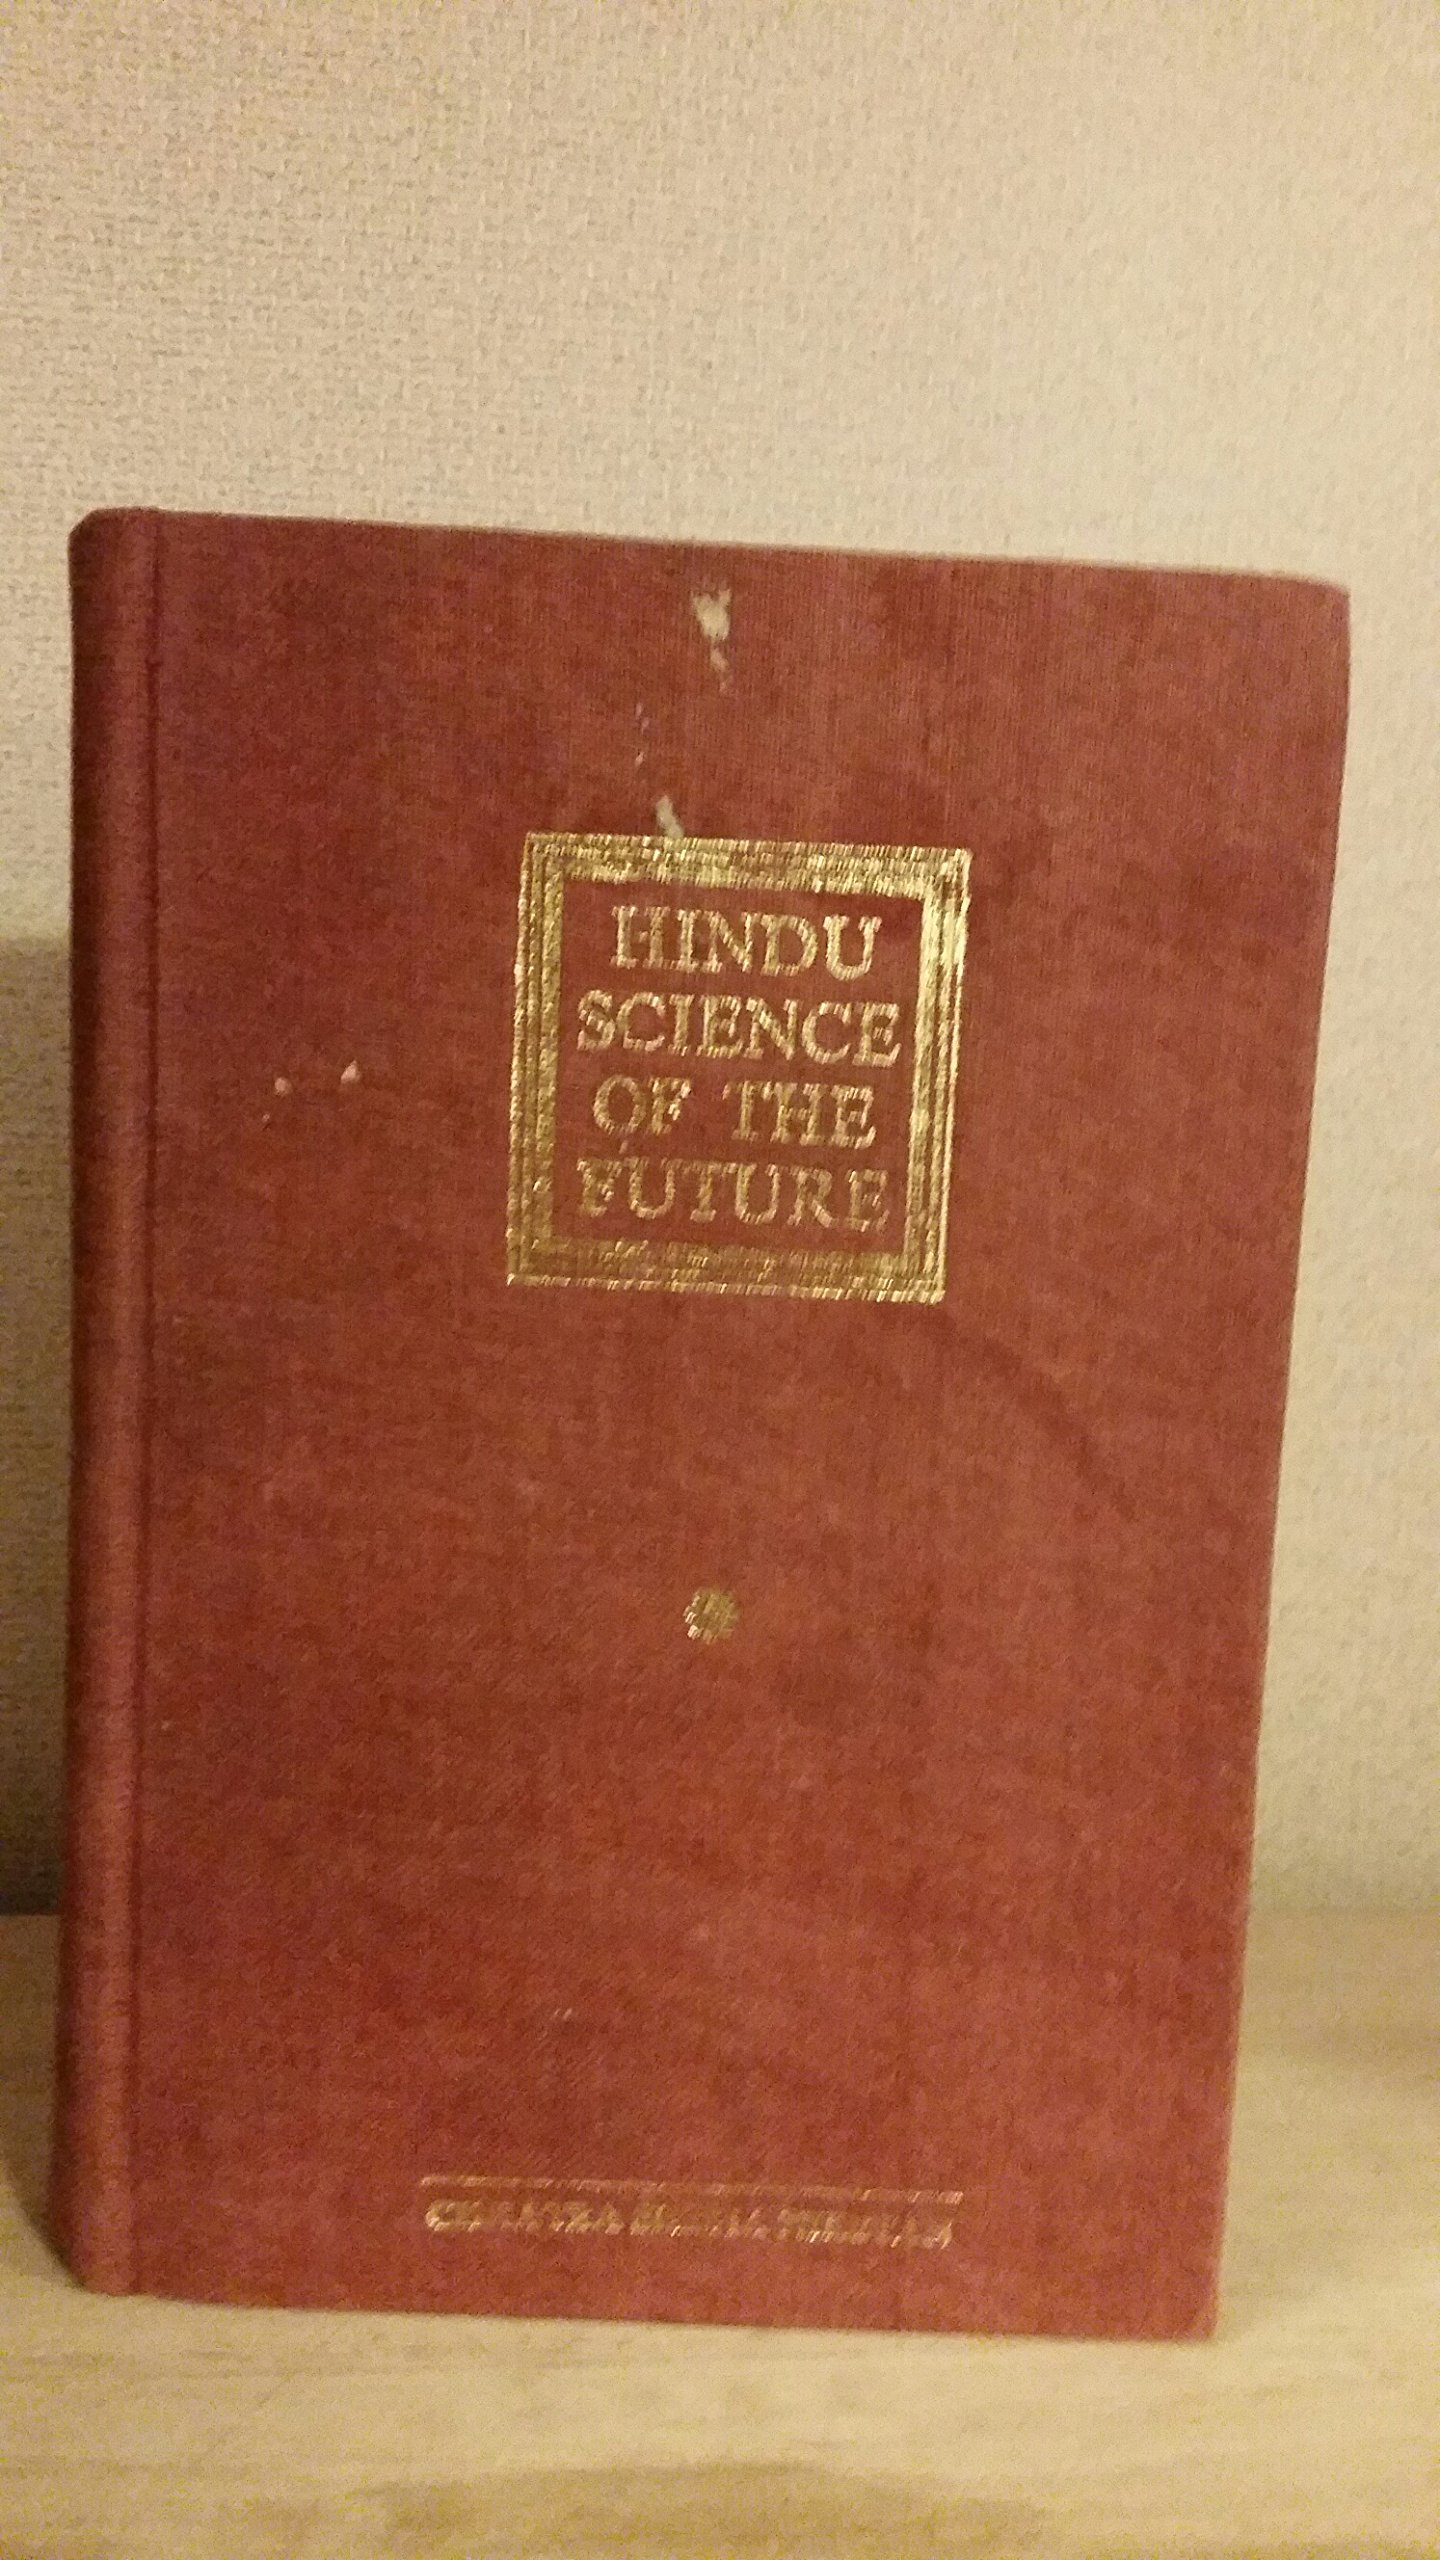 HINDU
SCIENCE
OF THE
FUTURE